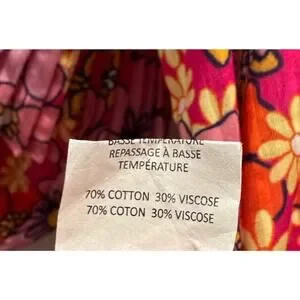 BASSE TEMPERATURE
REPASSAGE À BASSE
TEMPÉRATURE
70% COTTON 30% VISCOSE
70% COTON 30% VISCOSE